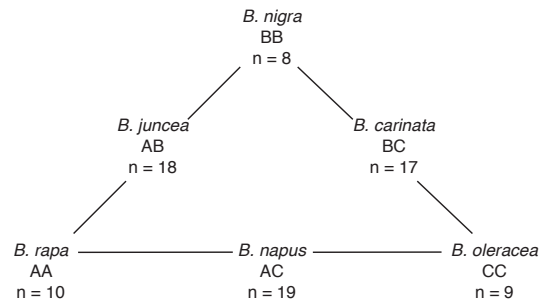 B. nigra
BB
n = 8
B. juncea
AB
n = 18
B. carinata
BC
n = 17
B. rapa
AA
n = 10
B. napus
AC
n = 19
B. oleracea
CC
n = 9